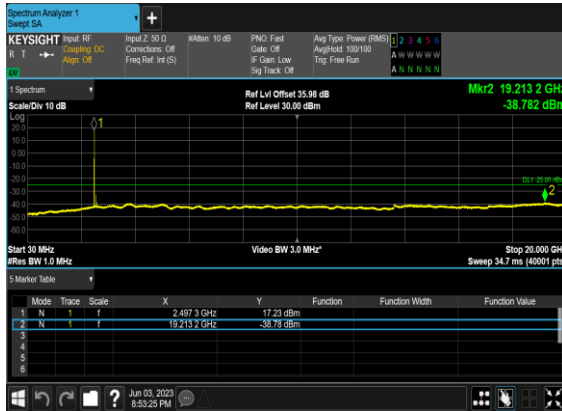 Spectrum Analyzer 1
Swept SA
+
KEYSIGHT
R T
LU
Input: RF
Coupling: DC
Align: Off
Input Z: 50 Ω
Corrections: Off
Freq Ref: Int (S)
#Atten: 10 dB
PNO: Fast
Gate: Off
IF Gain: Low
Sig Track: Off
Avg Type: Power (RMS)
Avg|Hold: 100/100
Trig: Free Run
1 2 3 4 5 6
A W W W W W
A N N N N N
1 Spectrum
Scale/Div 10 dB
Ref Lvl Offset 35.98 dB
Ref Level 30.00 dBm
Mkr2 19.213 2 GHz
-38.782 dBm
Log
20.0
10.0
0.00
-10.0
-20.0
-30.0
-40.0
-50.0
-60.0
1
2
Start 30 MHz
#Res BW 1.0 MHz
Video BW 3.0 MHz*
Stop 20.000 GH
Sweep 34.7 ms (40001 pts
5 Marker Table
Mode Trace Scale X Y Function Function Width Function Value
1 N 1 f 2.497 3 GHz 17.23 dBm
2 N 1 f 19.213 2 GHz -38.78 dBm
3
4
5
6
?
Jun 03, 2023
8:53:25 PM